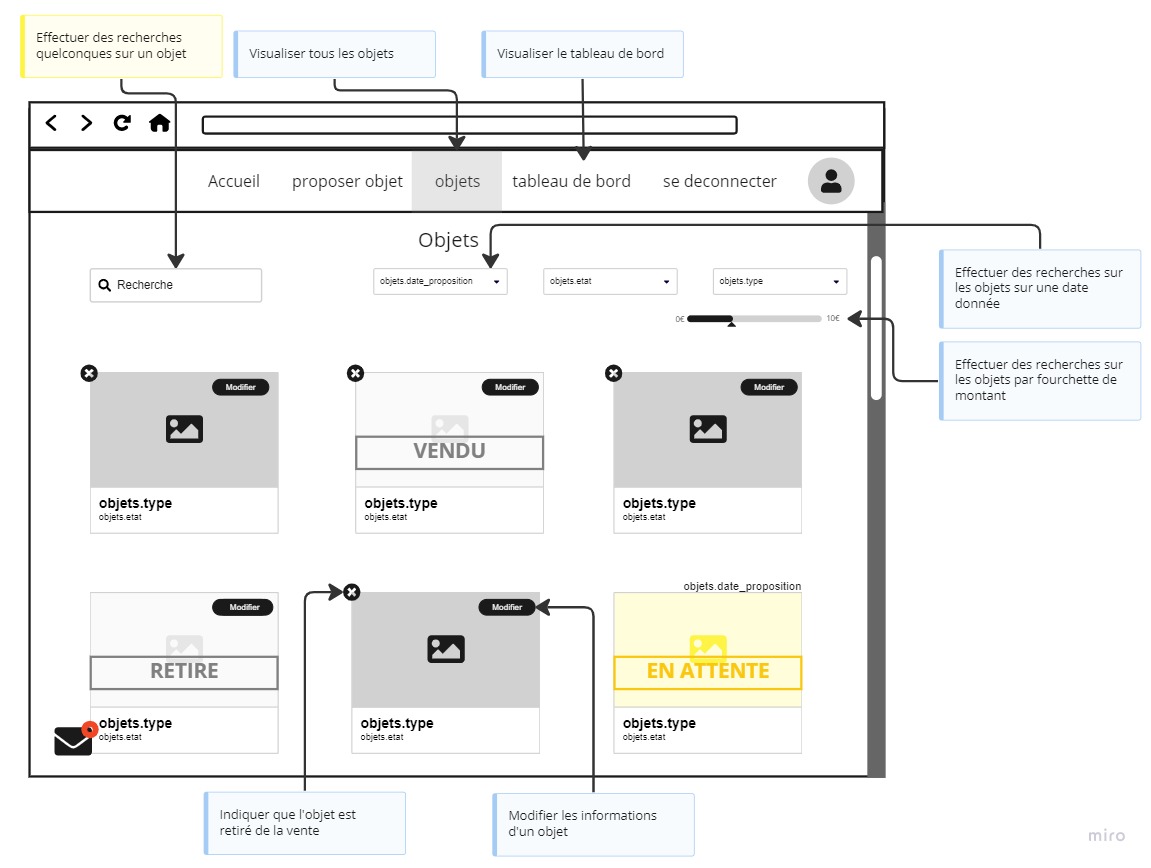 Effectuer des recherches
quelconques sur un objet
Visualiser tous les objets
Visualiser le tableau de bord
Accueil
proposer objet
objets
tableau de bord
se deconnecter
Objets
Recherche
objets.date_proposition
objets.etat
objets.type
0€
10€
Effectuer des recherches sur
les objets sur une date
donnée
Effectuer des recherches sur
les objets par fourchette de
montant
Modifier
objets.type
objets.etat
Modifier
VENDU
objets.type
objets.etat
Modifier
objets.type
objets.etat
Modifier
RETIRE
objets.type
objets.etat
Modifier
objets.type
objets.etat
objets.date_proposition
EN ATTENTE
objets.type
objets.etat
Indiquer que l'objet est
retiré de la vente
Modifier les informations
d'un objet
miro